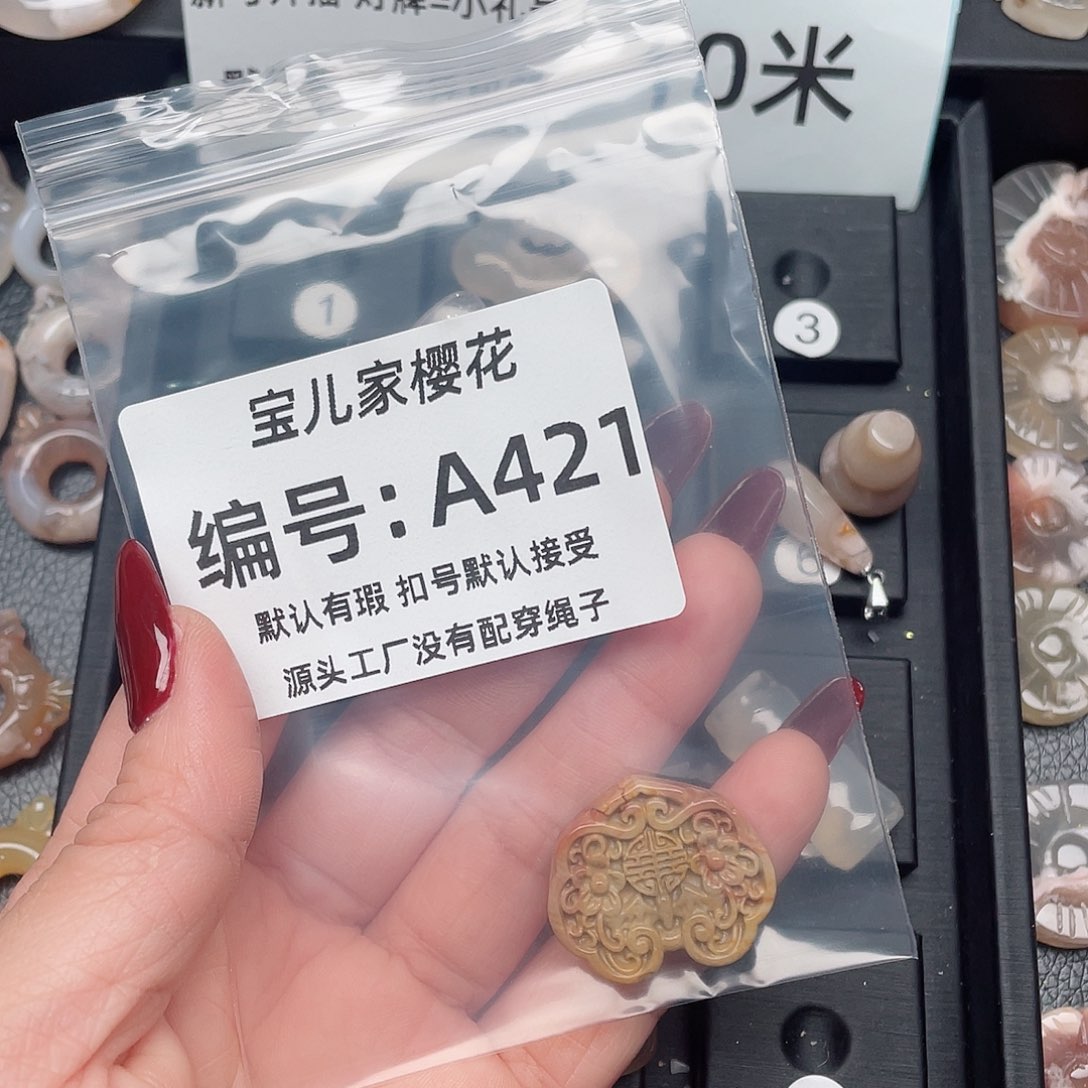 0米
1
3
宝儿家樱花
编号：A421
默认有瑕 扣号默认接受
源头工厂没有配穿绳子
6